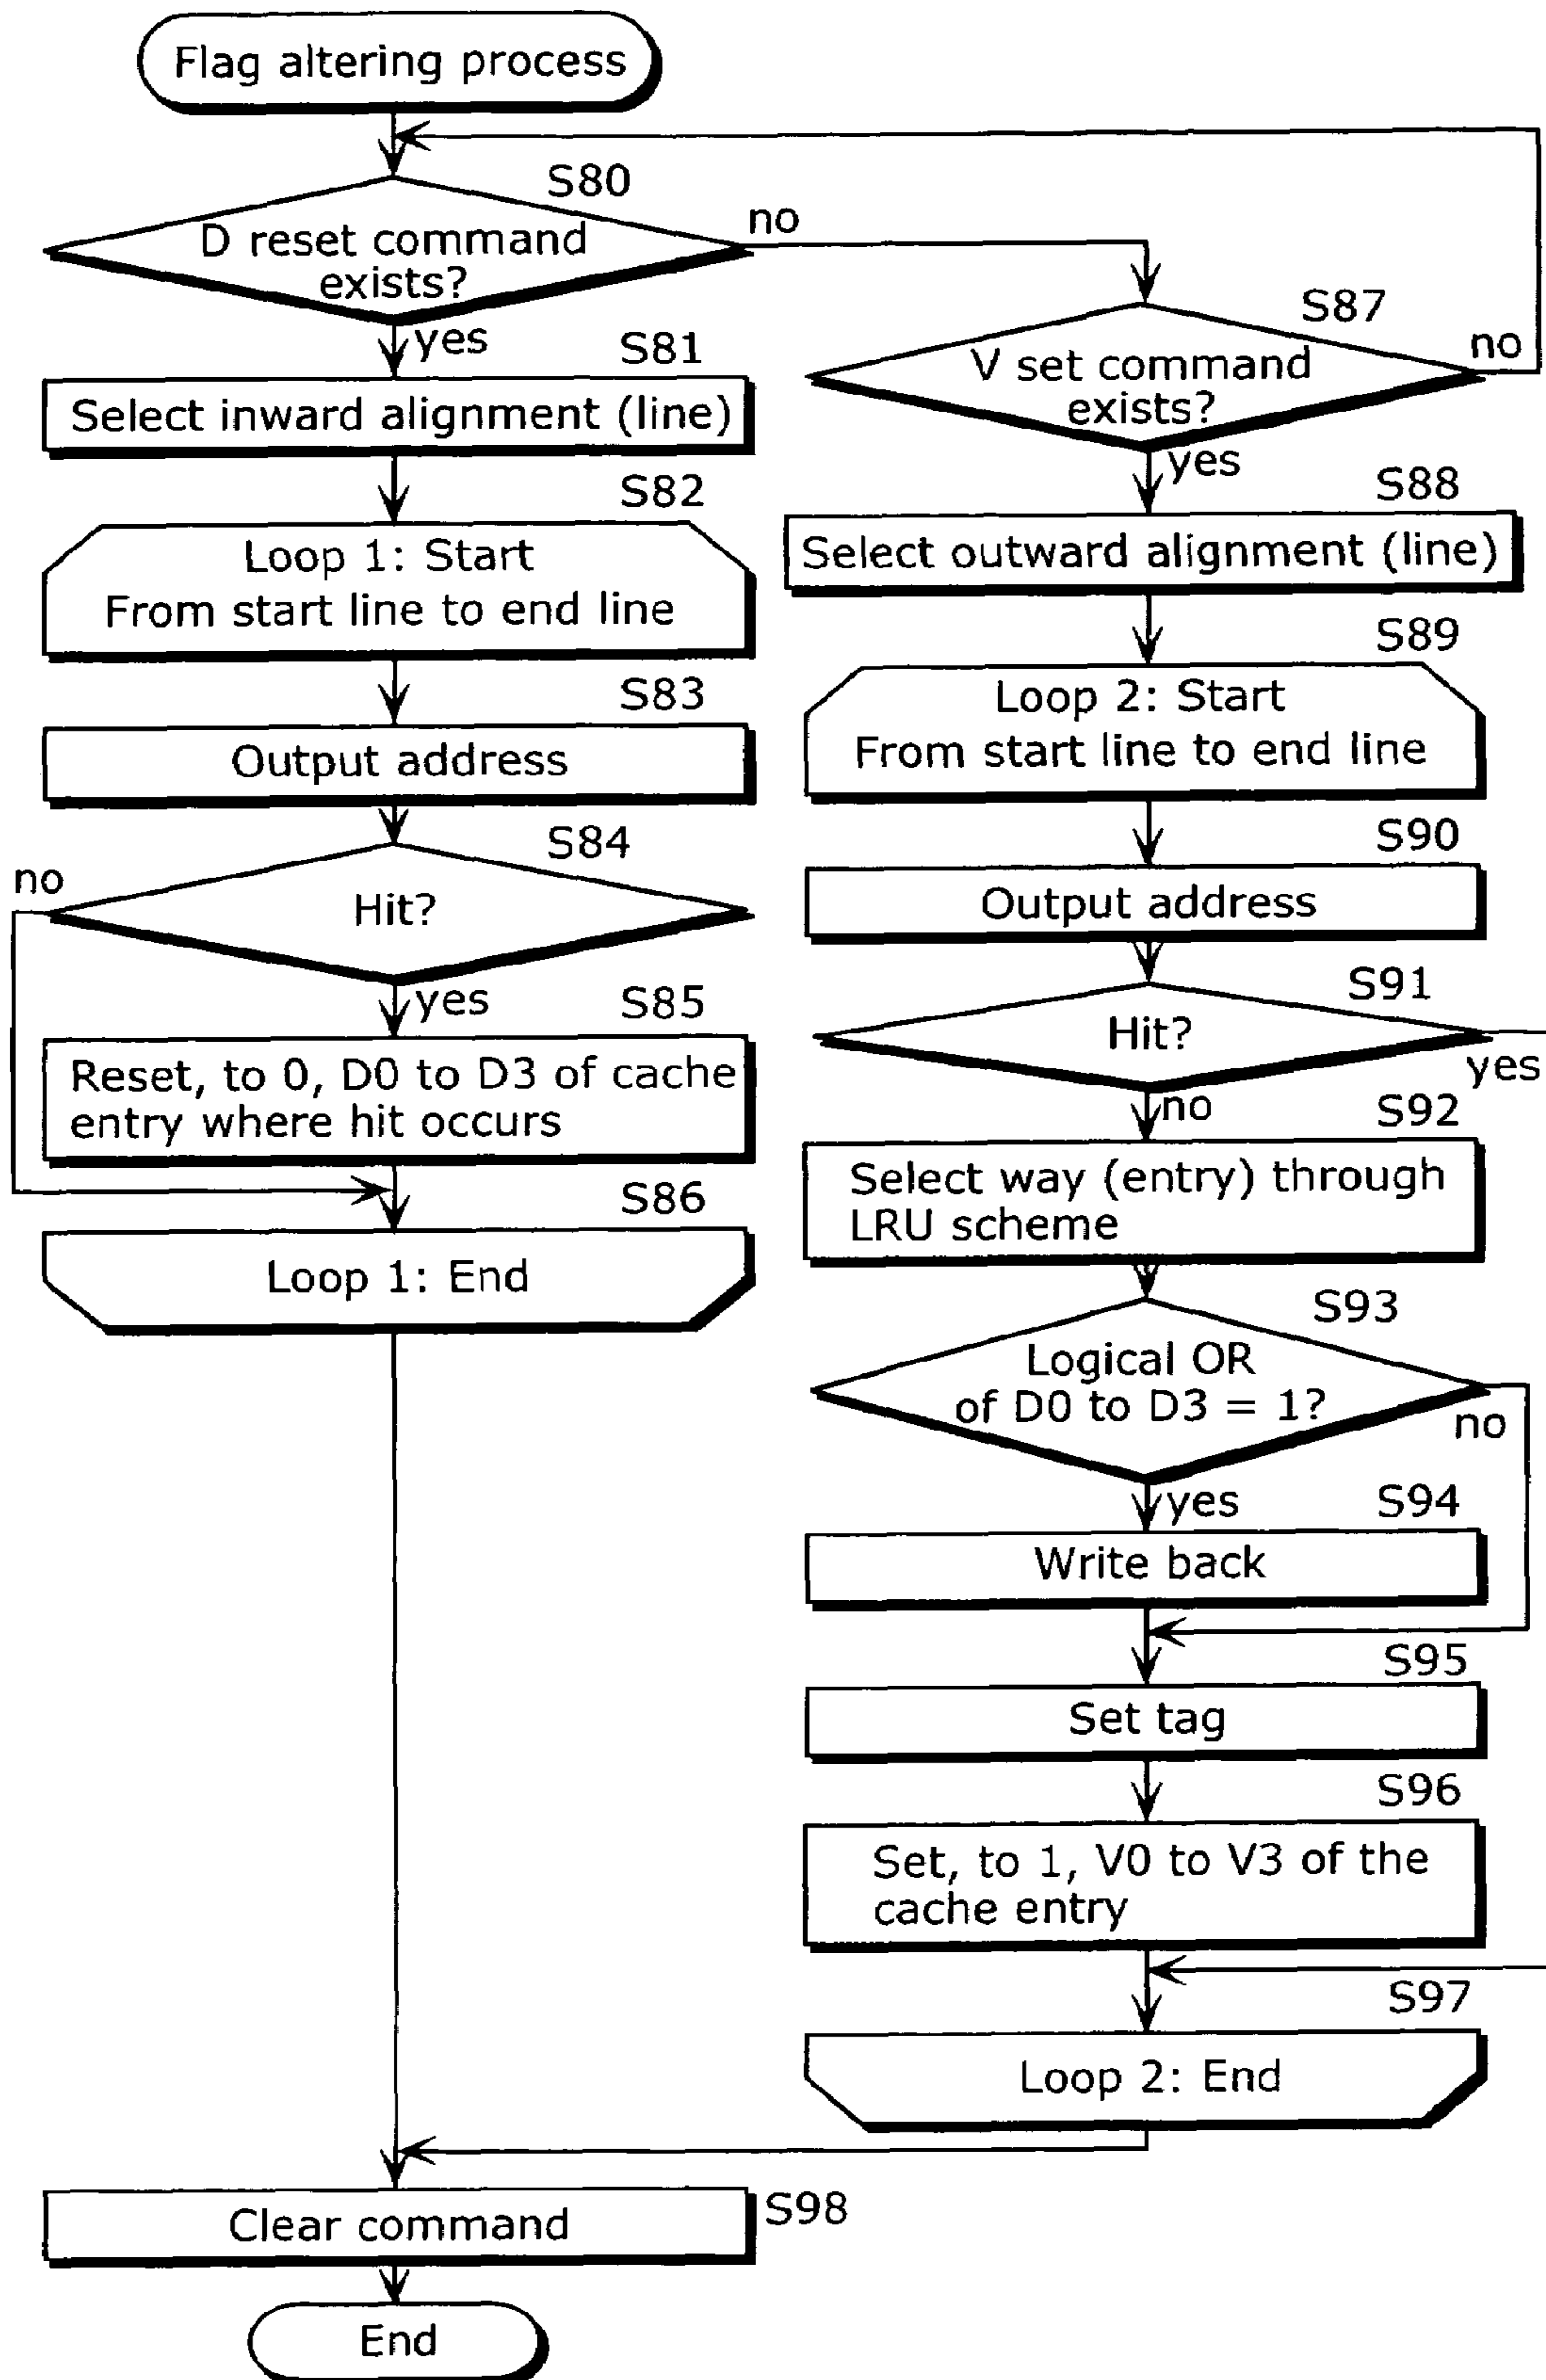 Flag altering process
S80
D reset command
exists?
no
yes
S81
Select inward alignment (line)
S82
Loop 1: Start
From start line to end line
S83
Output address
S84
no
Hit?
yes
S85
Reset, to 0, D0 to D3 of cache
entry where hit occurs
S86
Loop 1: End
S87
V set command
exists?
no
yes
S88
Select outward alignment (line)
S89
Loop 2: Start
From start line to end line
S90
Output address
S91
Hit?
yes
no
S92
Select way (entry) through
LRU scheme
S93
Logical OR
of D0 to D3 = 1?
no
yes
S94
Write back
S95
Set tag
S96
Set, to 1, V0 to V3 of the
cache entry
S97
Loop 2: End
Clear command
S98
End